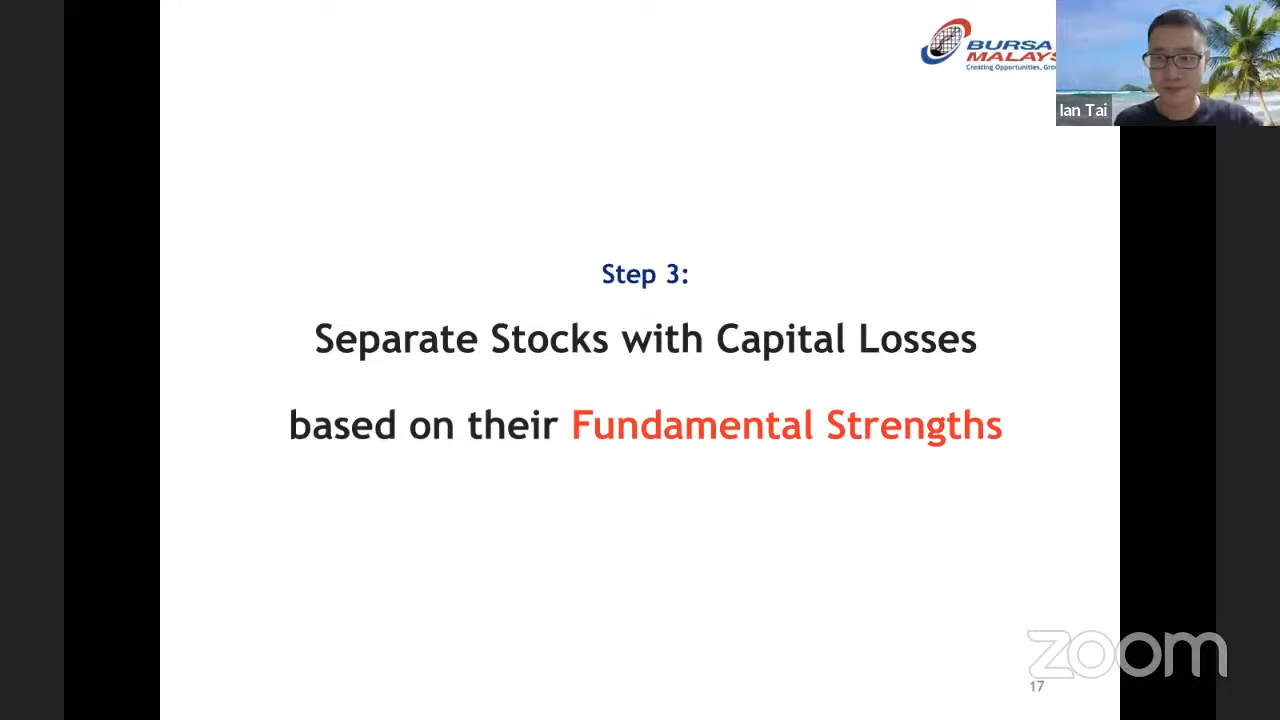 BURSA
MALAYS
Creating Opportunities, Gro
Ian Tai
Step 3:
Separate Stocks with Capital Losses
based on their Fundamental Strengths
zoom
17